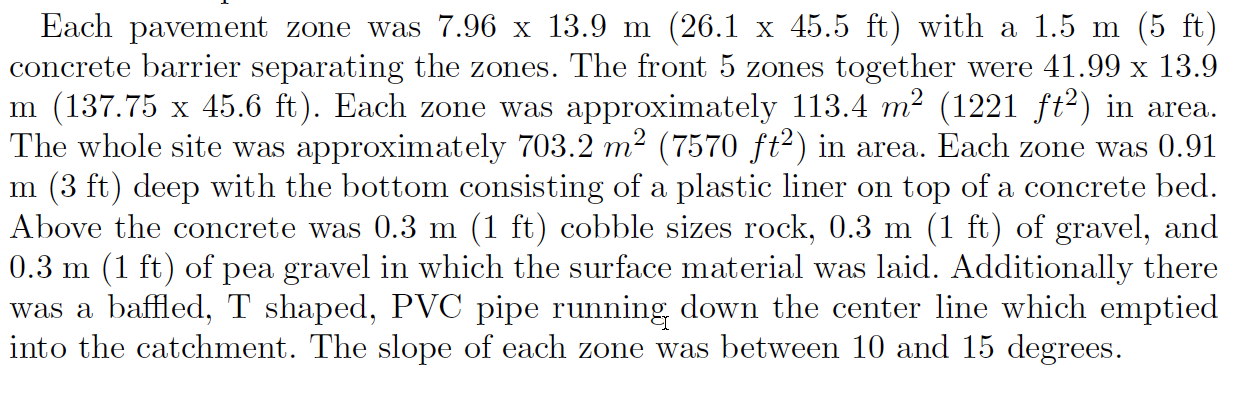 Each pavement zone was 7.96 x 13.9 m (26.1 x 45.5 ft) with a 1.5 m (5 ft)
concrete barrier separating the zones. The front 5 zones together were 41.99 x 13.9
m (137.75 x 45.6 ft). Each zone was approximately 113.4 m² (1221 ft²) in area.
The whole site was approximately 703.2 m² (7570 ft²) in area. Each zone was 0.91
m (3 ft) deep with the bottom consisting of a plastic liner on top of a concrete bed.
Above the concrete was 0.3 m (1 ft) cobble sizes rock, 0.3 m (1 ft) of gravel, and
0.3 m (1 ft) of pea gravel in which the surface material was laid. Additionally there
was a baffled, T shaped, PVC pipe running down the center line which emptied
into the catchment. The slope of each zone was between 10 and 15 degrees.